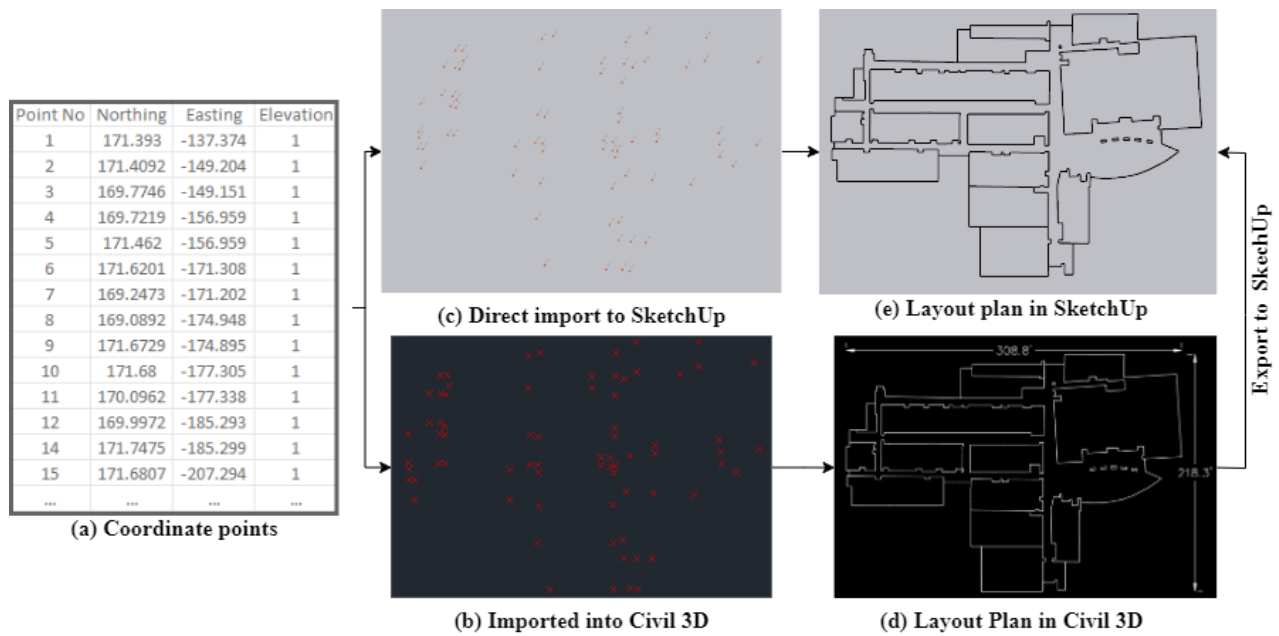 Point No Northing Easting Elevation
1 171.393 -137.374 1
2 171.4092 -149.204 1
3 169.7746 -149.151 1
4 169.7219 -156.959 1
5 171.462 -156.959 1
6 171.6201 -171.308 1
7 169.2473 -171.202 1
8 169.0892 -174.948 1
9 171.6729 -174.895 1
10 171.68 -177.305 1
11 170.0962 -177.338 1
12 169.9972 -185.293 1
14 171.7475 -185.299 1
15 171.6807 -207.294 1
... ... ... ...
(a) Coordinate points
(c) Direct import to SketchUp
(e) Layout plan in SketchUp
308.8'
218.3'
(b) Imported into Civil 3D
(d) Layout Plan in Civil 3D
Export to SkechUp